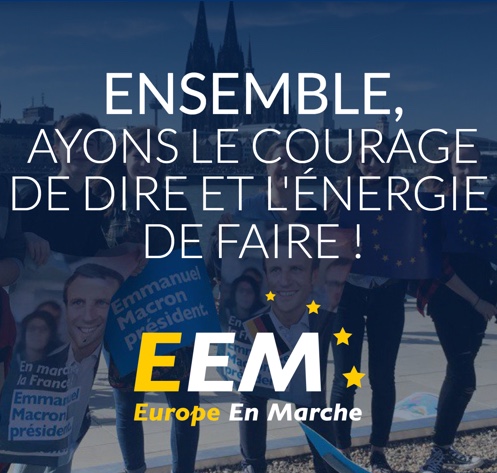 ENSEMBLE,
AYONS LE COURAGE
DE DIRE ET L'ÉNERGIE
DE FAIRE !
Emmanuel
Macron
président.
En marche
la France
Emmanuel
Macron
président
EEM
Europe En Marche